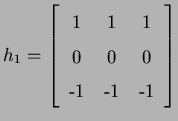 h₁ = [ 1 1 1
0 0 0
-1 -1 -1 ]